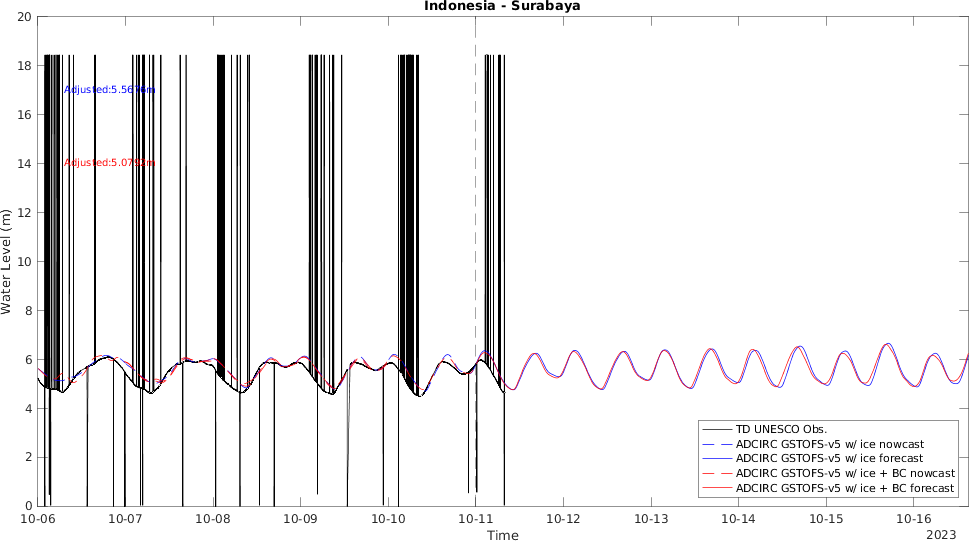 Indonesia - Surabaya
20
18
16
14
12
10
8
6
4
2
0
Water Level (m)
Adjusted:5.5676m
10-06
10-07
10-08
10-09
10-10
10-11
10-12
10-13
10-14
10-15
10-16
Time
2023
TD UNESCO Obs.
ADCIRC GSTOFS-v5 w/ ice nowcast
ADCIRC GSTOFS-v5 w/ ice forecast
ADCIRC GSTOFS-v5 w/ ice + BC nowcast
ADCIRC GSTOFS-v5 w/ ice + BC forecast